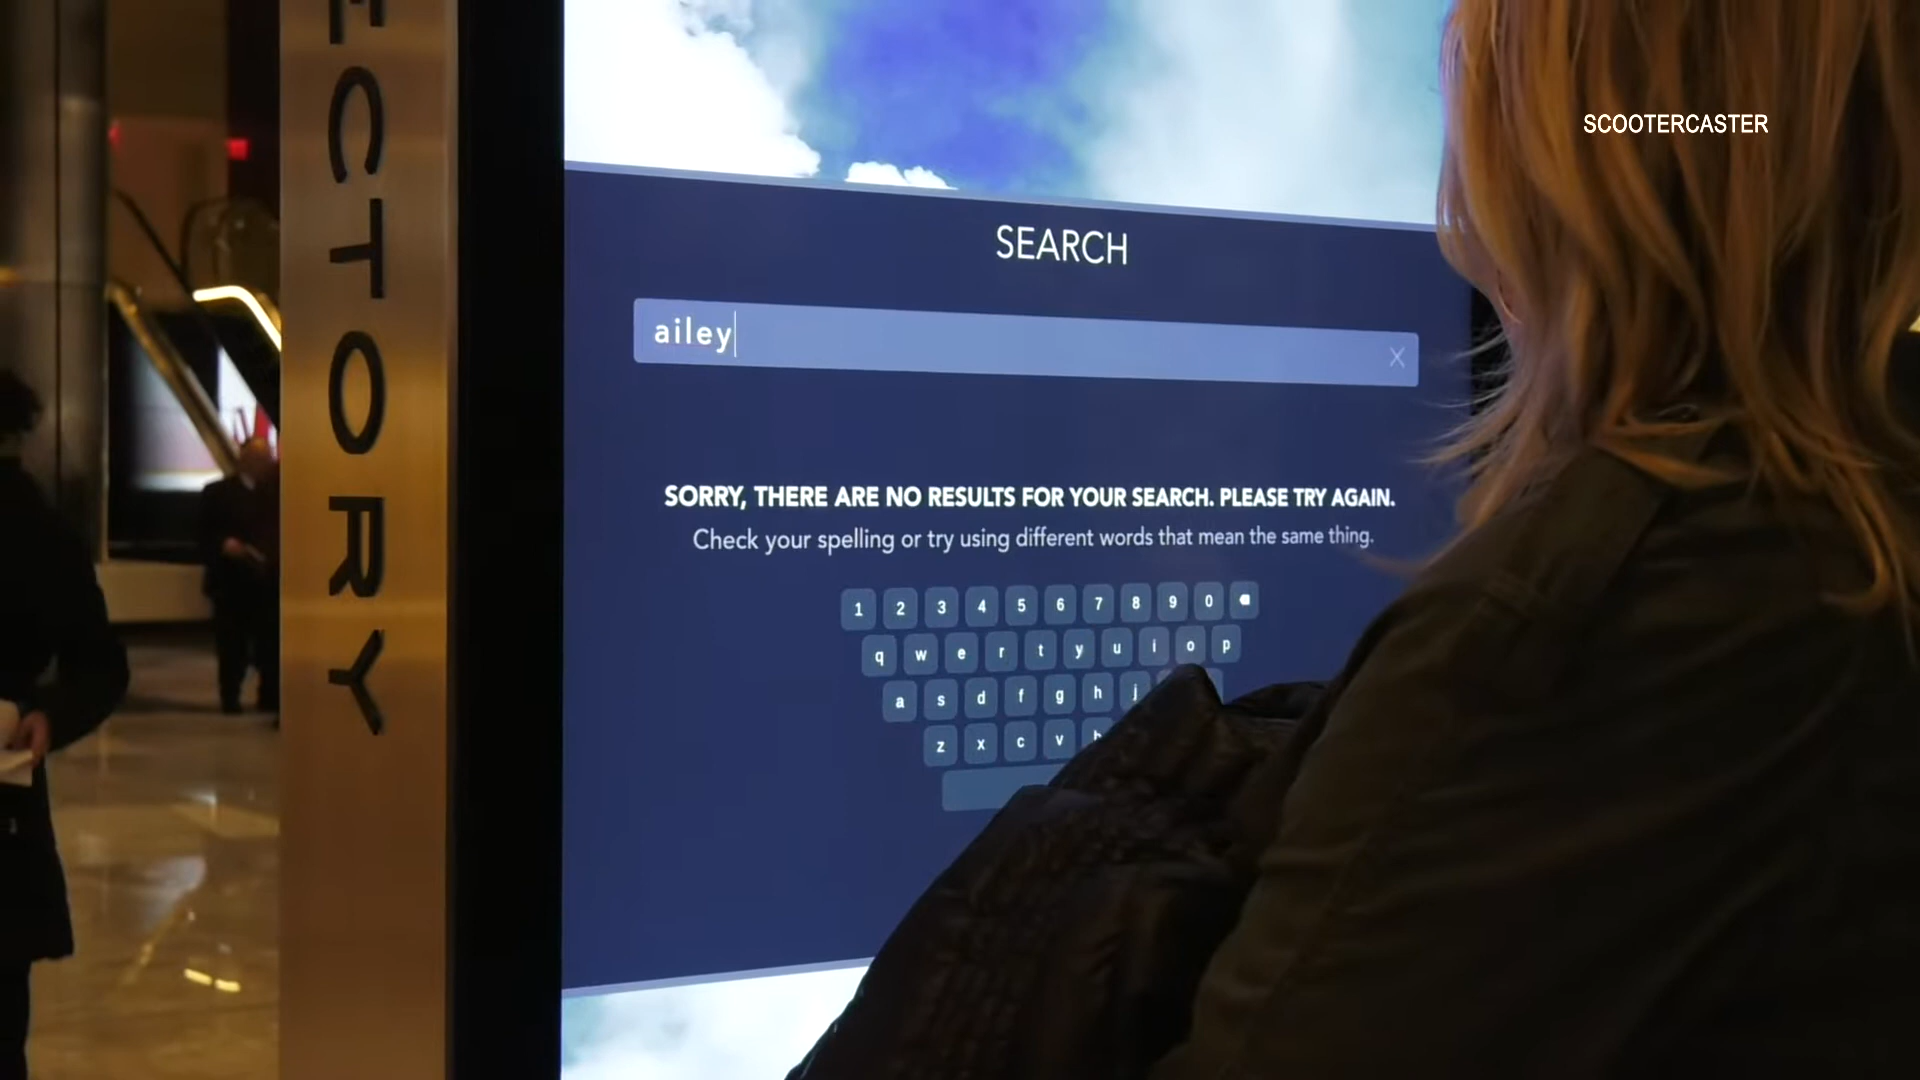 ECTORY
SCOOTERCASTER
SEARCH
ailey
X
SORRY, THERE ARE NO RESULTS FOR YOUR SEARCH. PLEASE TRY AGAIN.
Check your spelling or try using different words that mean the same thing.
1 2 3 4 5 6 7 8 9 0
q w e r t y u i o p
a s d f g h j
z x c v